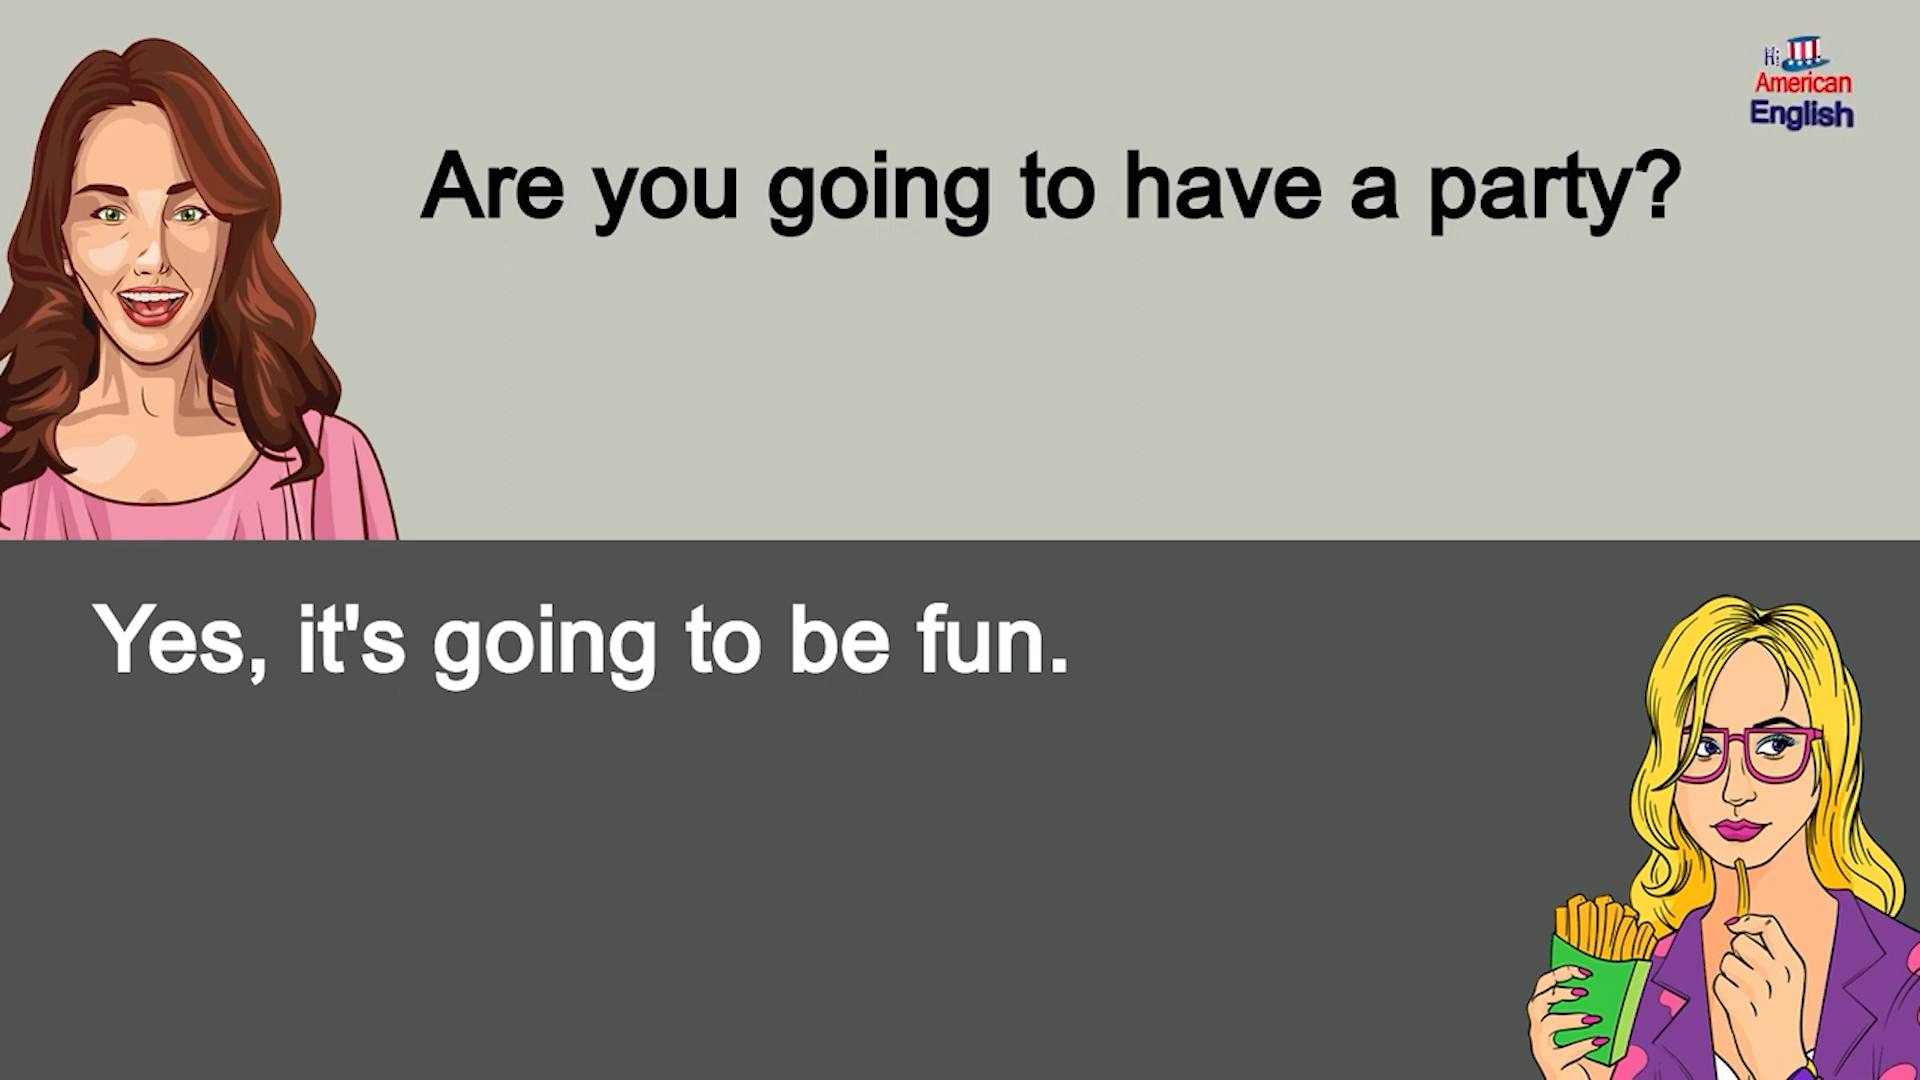 Hi
American
English
Are you going to have a party?
Yes, it's going to be fun.